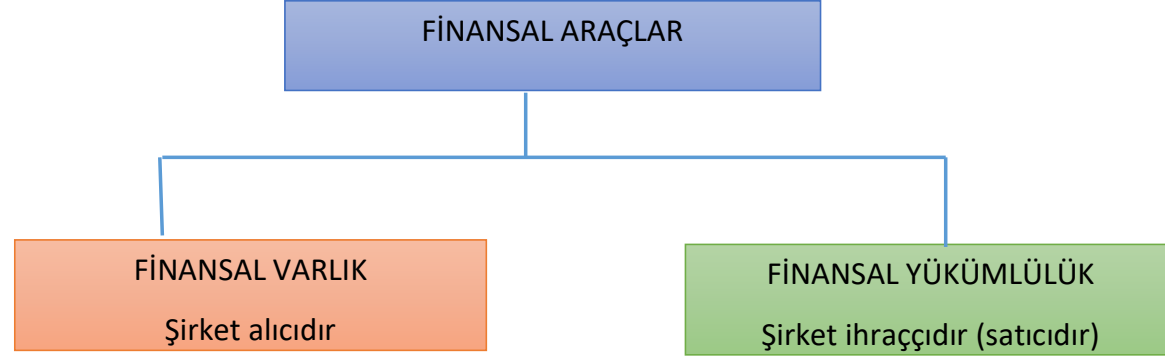 FİNANSAL ARAÇLAR
FİNANSAL VARLIK
Şirket alıcıdır
FİNANSAL YÜKÜMLÜLÜK
Şirket ihraççıdır (satıcıdır)